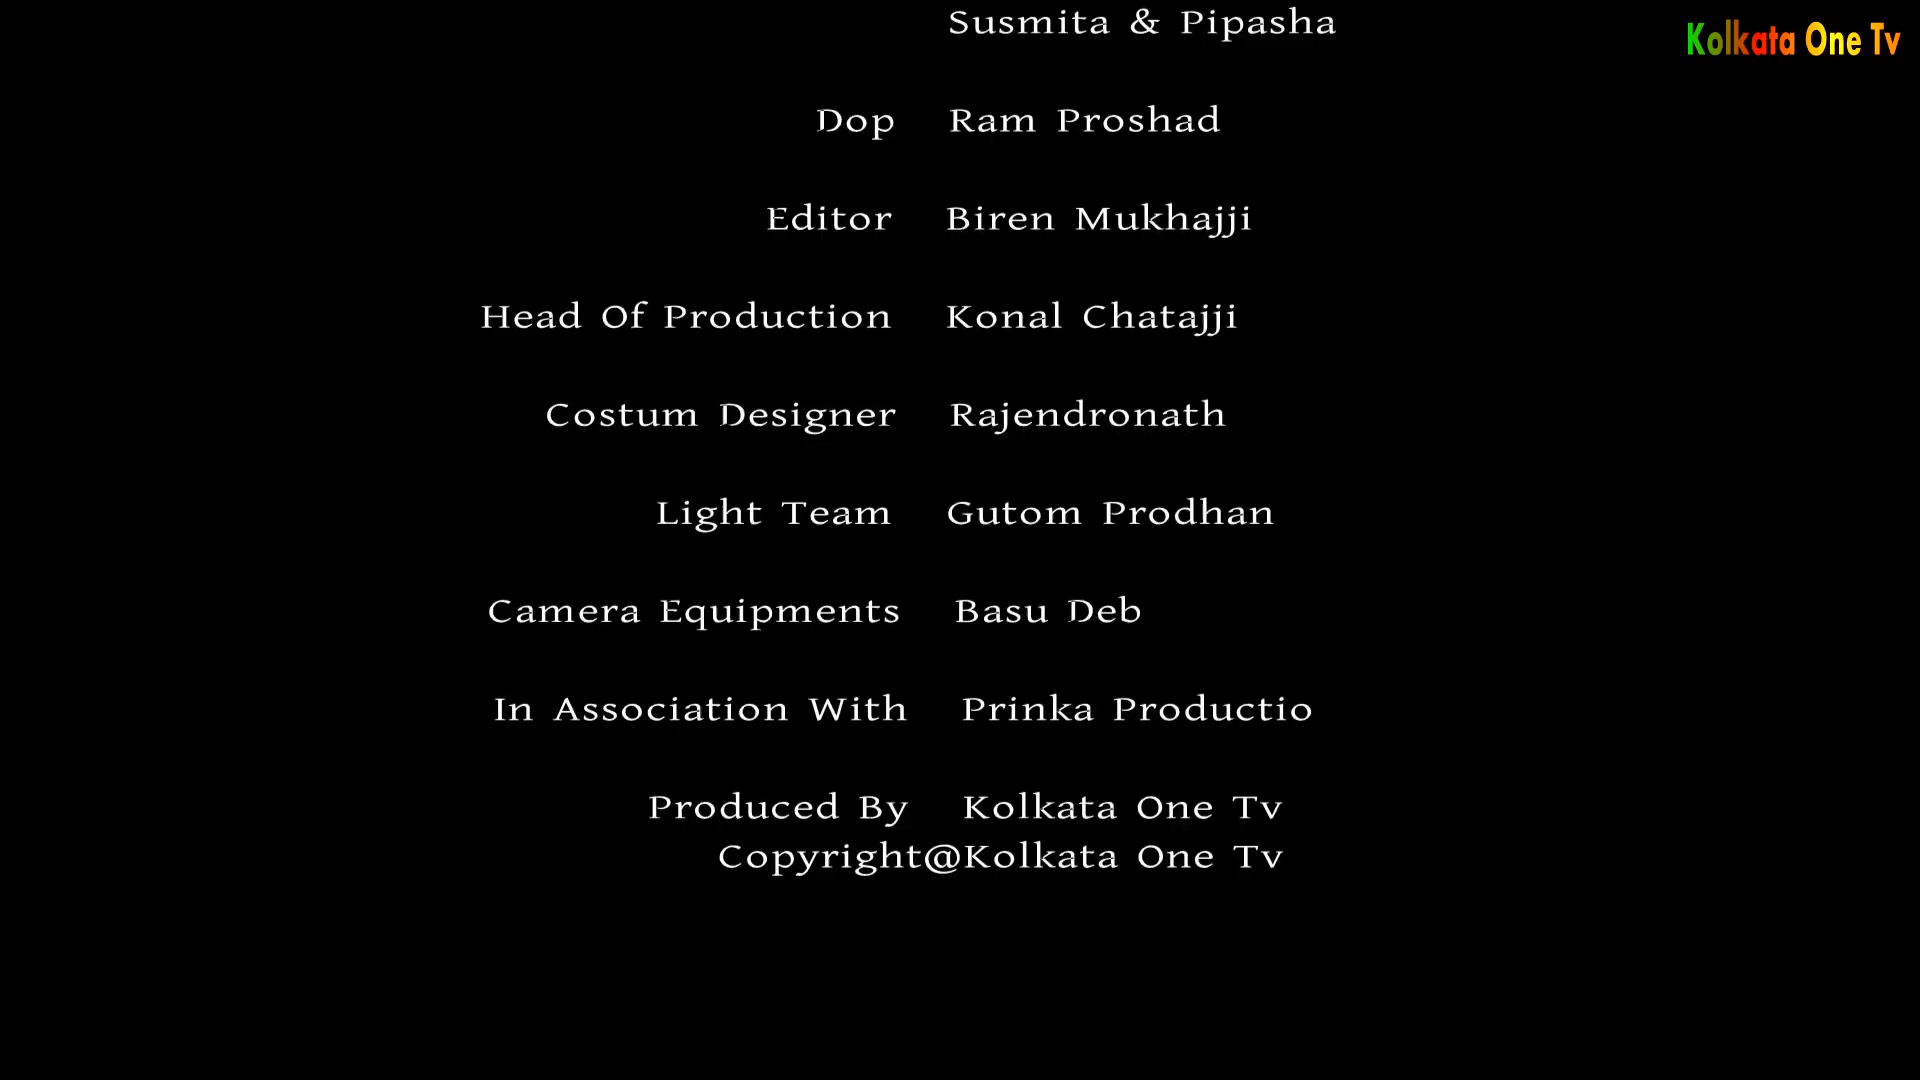 Susmita & Pipasha
Kolkata One Tv
Dop Ram Proshad
Editor Biren Mukhajji
Head Of Production Konal Chatajji
Costum Designer Rajendronath
Light Team Gutom Prodhan
Camera Equipments Basu Deb
In Association With Prinka Productio
Produced By Kolkata One Tv
Copyright@Kolkata One Tv